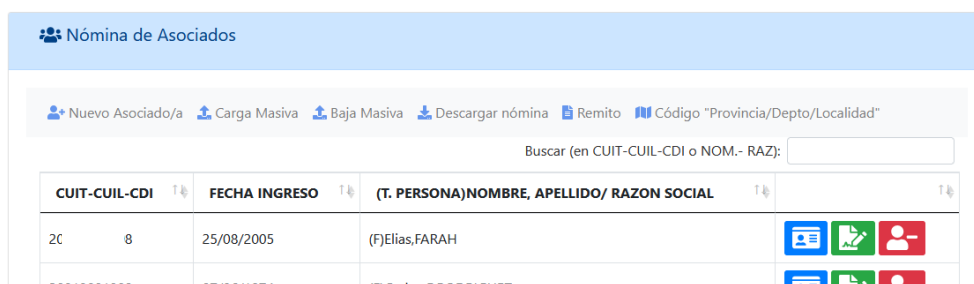 Nómina de Asociados
Nuevo Asociado/a Carga Masiva Baja Masiva Descargar nómina Remito Código "Provincia/Depto/Localidad"
Buscar (en CUIT-CUIL-CDI o NOM.- RAZ):
CUIT-CUIL-CDI FECHA INGRESO (T. PERSONA)NOMBRE, APELLIDO/ RAZON SOCIAL
20 8 25/08/2005 (F)Elias,FARAH